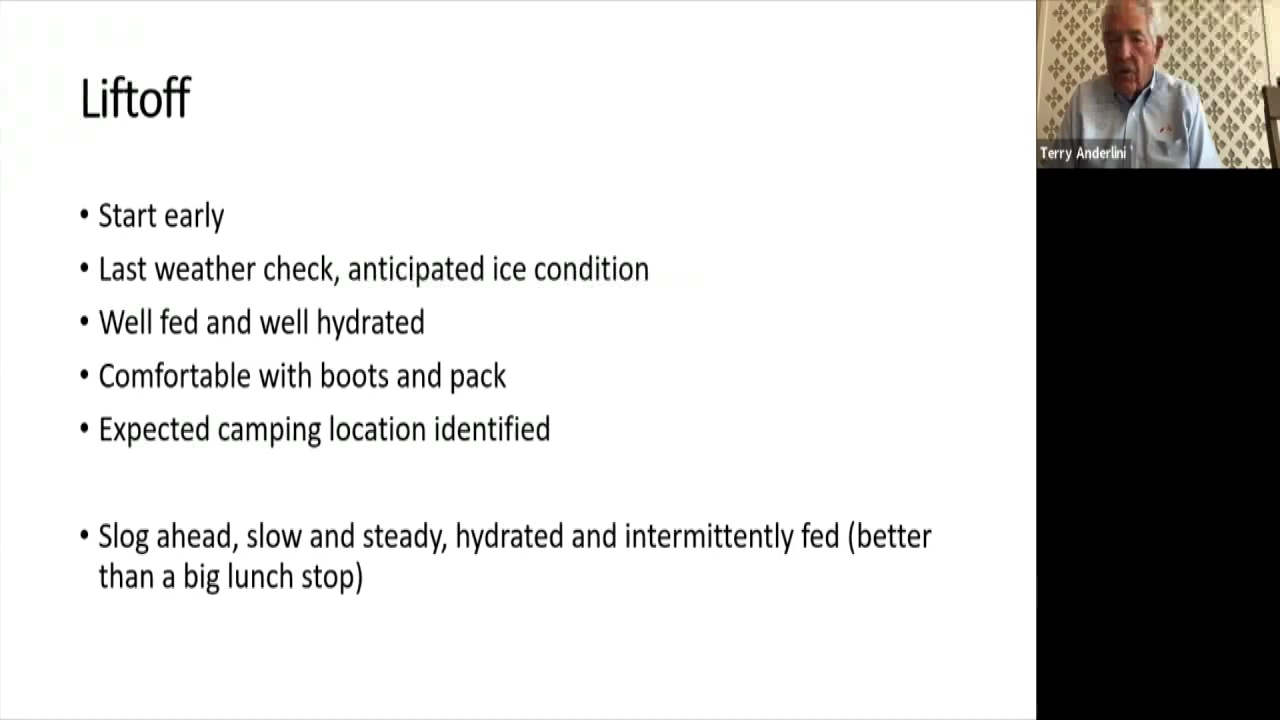 Liftoff
• Start early
• Last weather check, anticipated ice condition
• Well fed and well hydrated
• Comfortable with boots and pack
• Expected camping location identified
• Slog ahead, slow and steady, hydrated and intermittently fed (better
than a big lunch stop)
Terry Anderlini